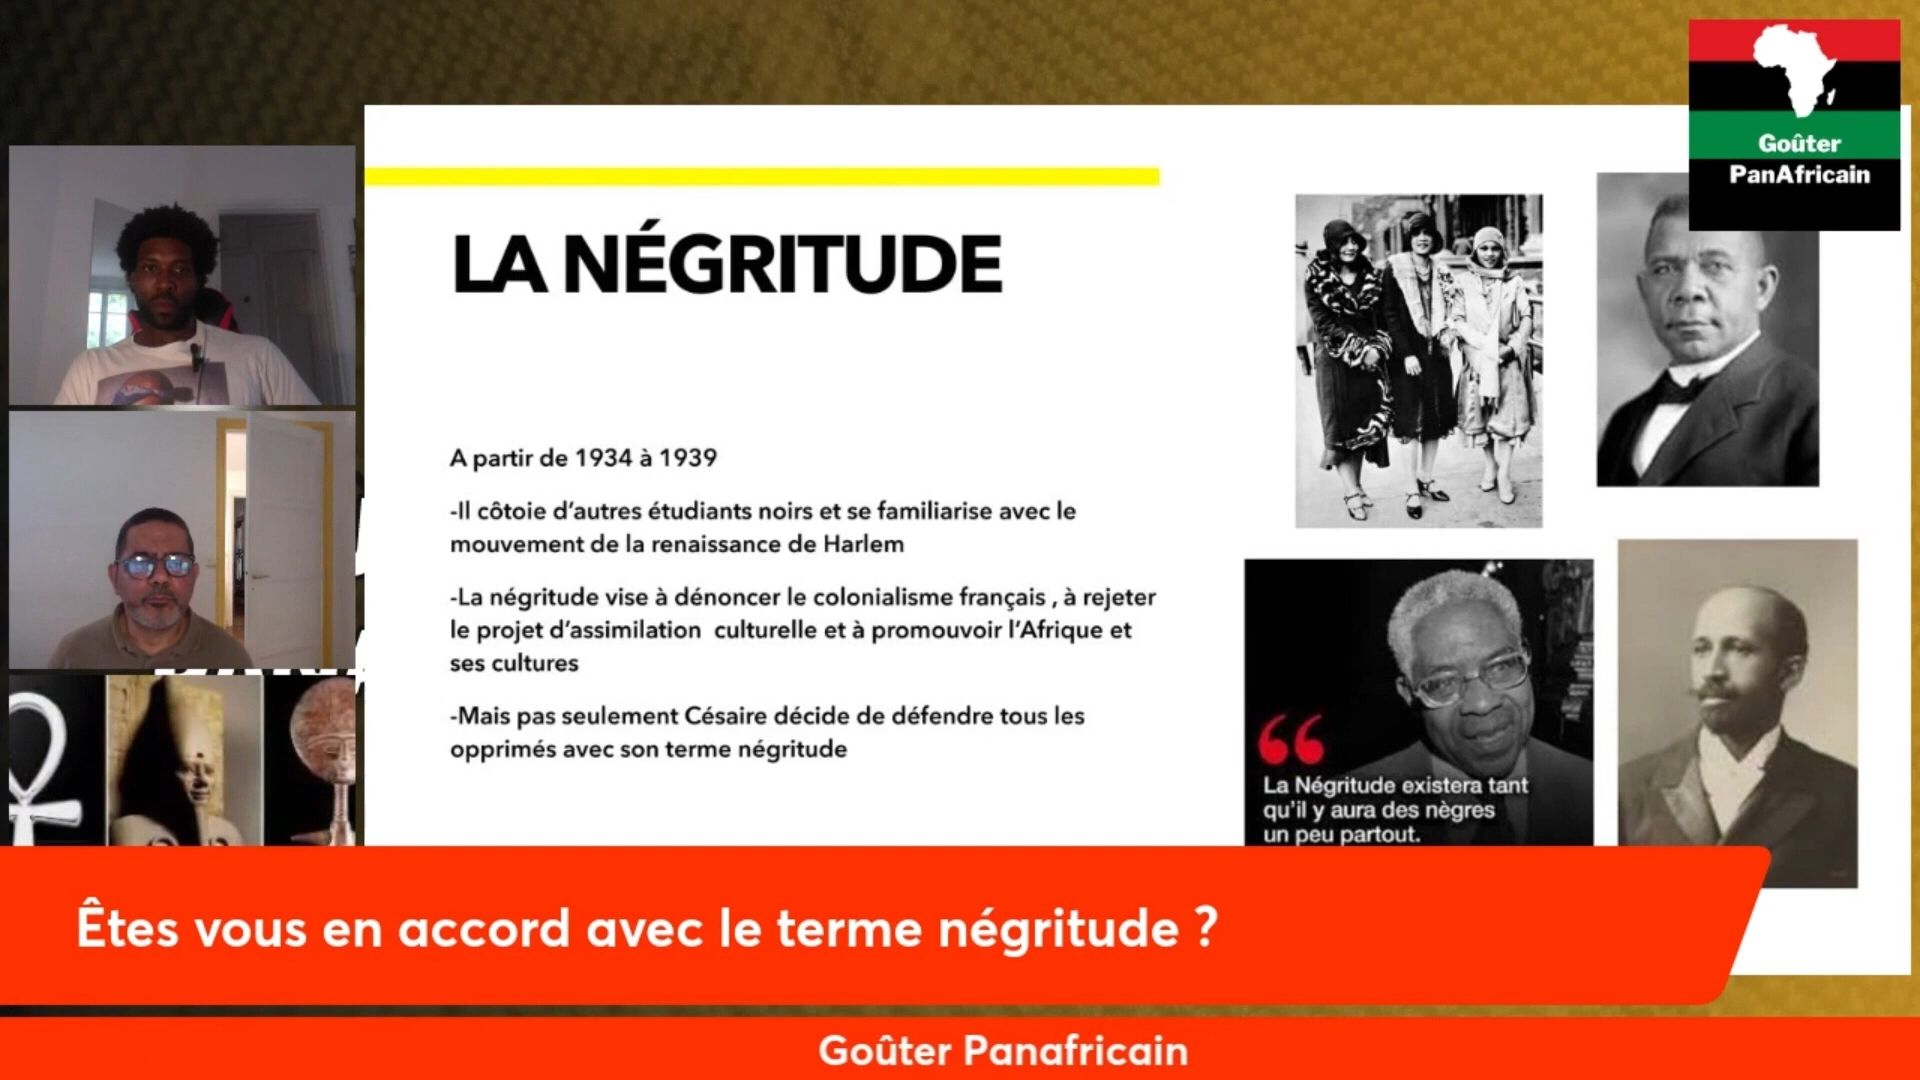 Goûter
PanAfricain
LA NÉGRITUDE
A partir de 1934 à 1939
-Il côtoie d’autres étudiants noirs et se familiarise avec le
mouvement de la renaissance de Harlem
-La négritude vise à dénoncer le colonialisme français , à rejeter
le projet d’assimilation  culturelle et à promouvoir l’Afrique et
ses cultures
-Mais pas seulement Césaire décide de défendre tous les
opprimés avec son terme négritude
“
La Négritude existera tant
qu’il y aura des nègres
un peu partout.
Êtes vous en accord avec le terme négritude ?
Goûter Panafricain